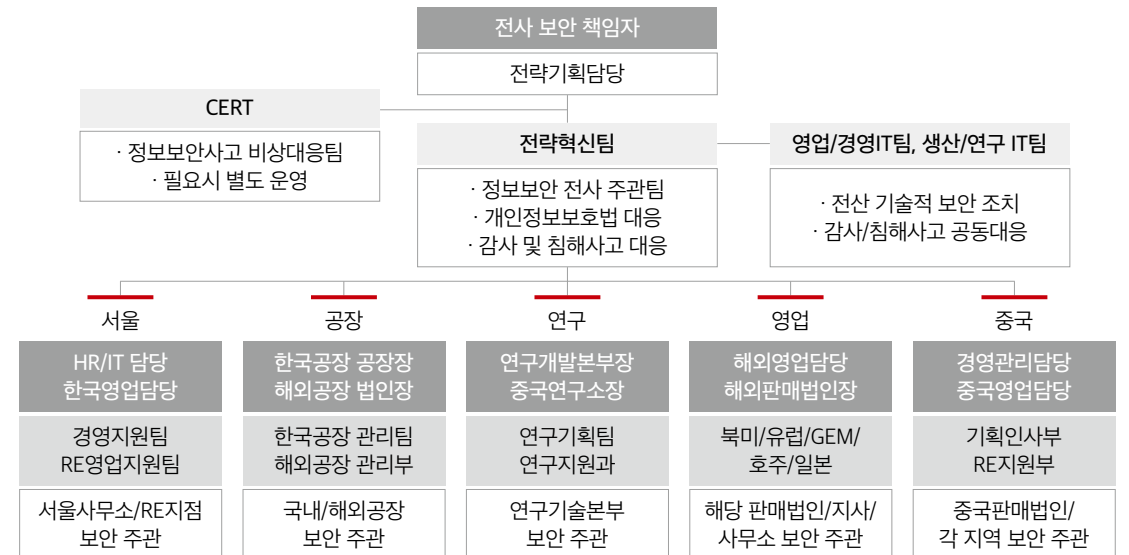 전사 보안 책임자
전략기획담당
CERT
· 정보보안사고 비상대응팀
· 필요시 별도 운영
전략혁신팀
· 정보보안 전사 주관팀
· 개인정보보호법 대응
· 감사 및 침해사고 대응
영업/경영IT팀, 생산/연구 IT팀
· 전산 기술적 보안 조치
· 감사/침해사고 공동대응
서울
HR/IT 담당
한국영업담당
경영지원팀
RE영업지원팀
서울사무소/RE지점
보안 주관
공장
한국공장 공장장
해외공장 법인장
한국공장 관리팀
해외공장 관리부
국내/해외공장
보안 주관
연구
연구개발본부장
중국연구소장
연구기획팀
연구지원과
연구기술본부
보안 주관
영업
해외영업담당
해외판매법인장
북미/유럽/GEM/
호주/일본
해당 판매법인/지사/
사무소 보안 주관
중국
경영관리담당
중국영업담당
기획인사부
RE지원부
중국판매법인/
각 지역 보안 주관